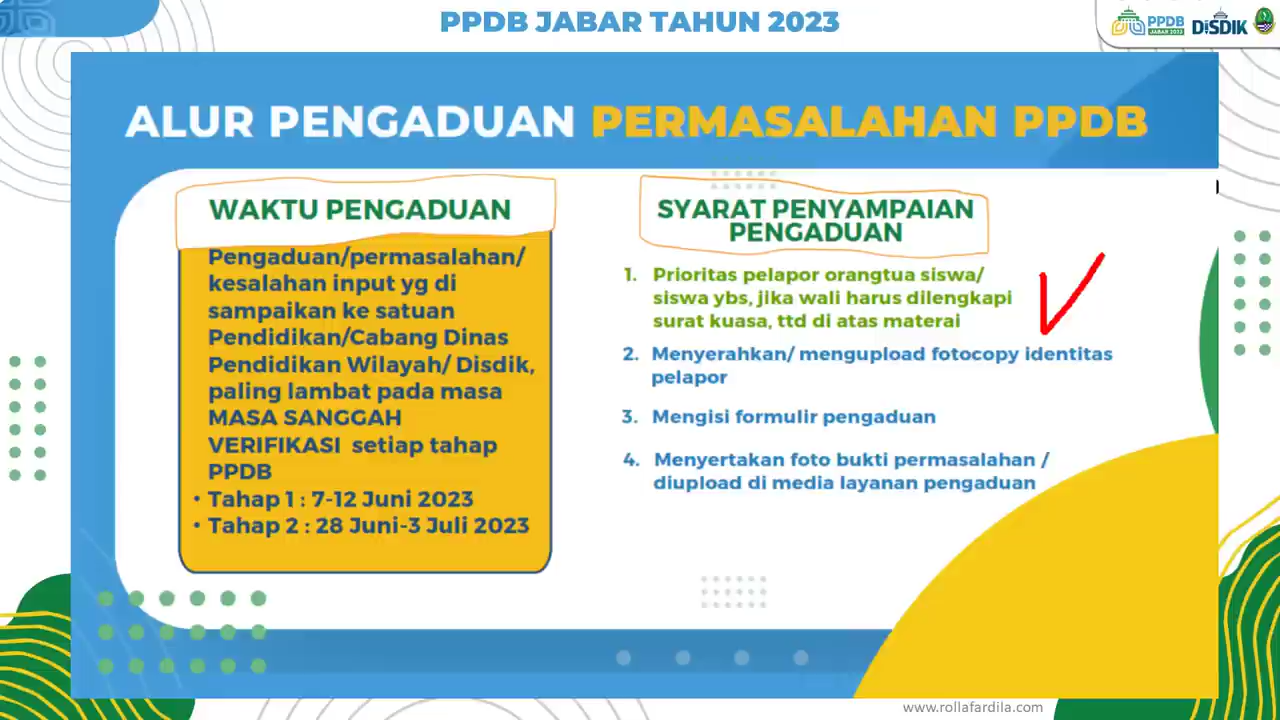 PPDB JABAR TAHUN 2023
PPDB
JABAR 2023
DISDIK
ALUR PENGADUAN PERMASALAHAN PPDB
WAKTU PENGADUAN
Pengaduan/permasalahan/
kesalahan input yg di
sampaikan ke satuan
Pendidikan/Cabang Dinas
Pendidikan Wilayah/ Disdik,
paling lambat pada masa
MASA SANGGAH
VERIFIKASI setiap tahap
PPDB
• Tahap 1 : 7-12 Juni 2023
• Tahap 2 : 28 Juni-3 Juli 2023
SYARAT PENYAMPAIAN
PENGADUAN
1. Prioritas pelapor orangtua siswa/
siswa ybs, jika wali harus dilengkapi
surat kuasa, ttd di atas materai
2. Menyerahkan/ mengupload fotocopy identitas
pelapor
3. Mengisi formulir pengaduan
4. Menyertakan foto bukti permasalahan /
diupload di media layanan pengaduan
www.rollafardila.com